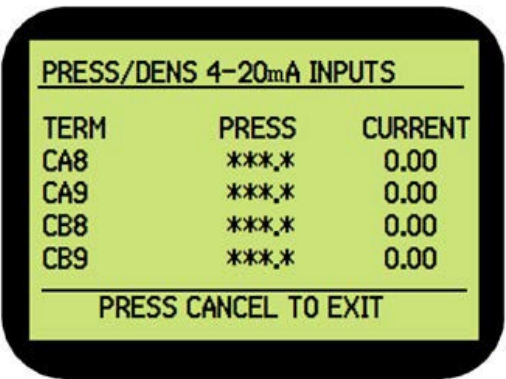 PRESS/DENS 4-20mA INPUTS
TERM PRESS CURRENT
CA8 ***.* 0.00
CA9 ***.* 0.00
CB8 ***.* 0.00
CB9 ***.* 0.00
PRESS CANCEL TO EXIT